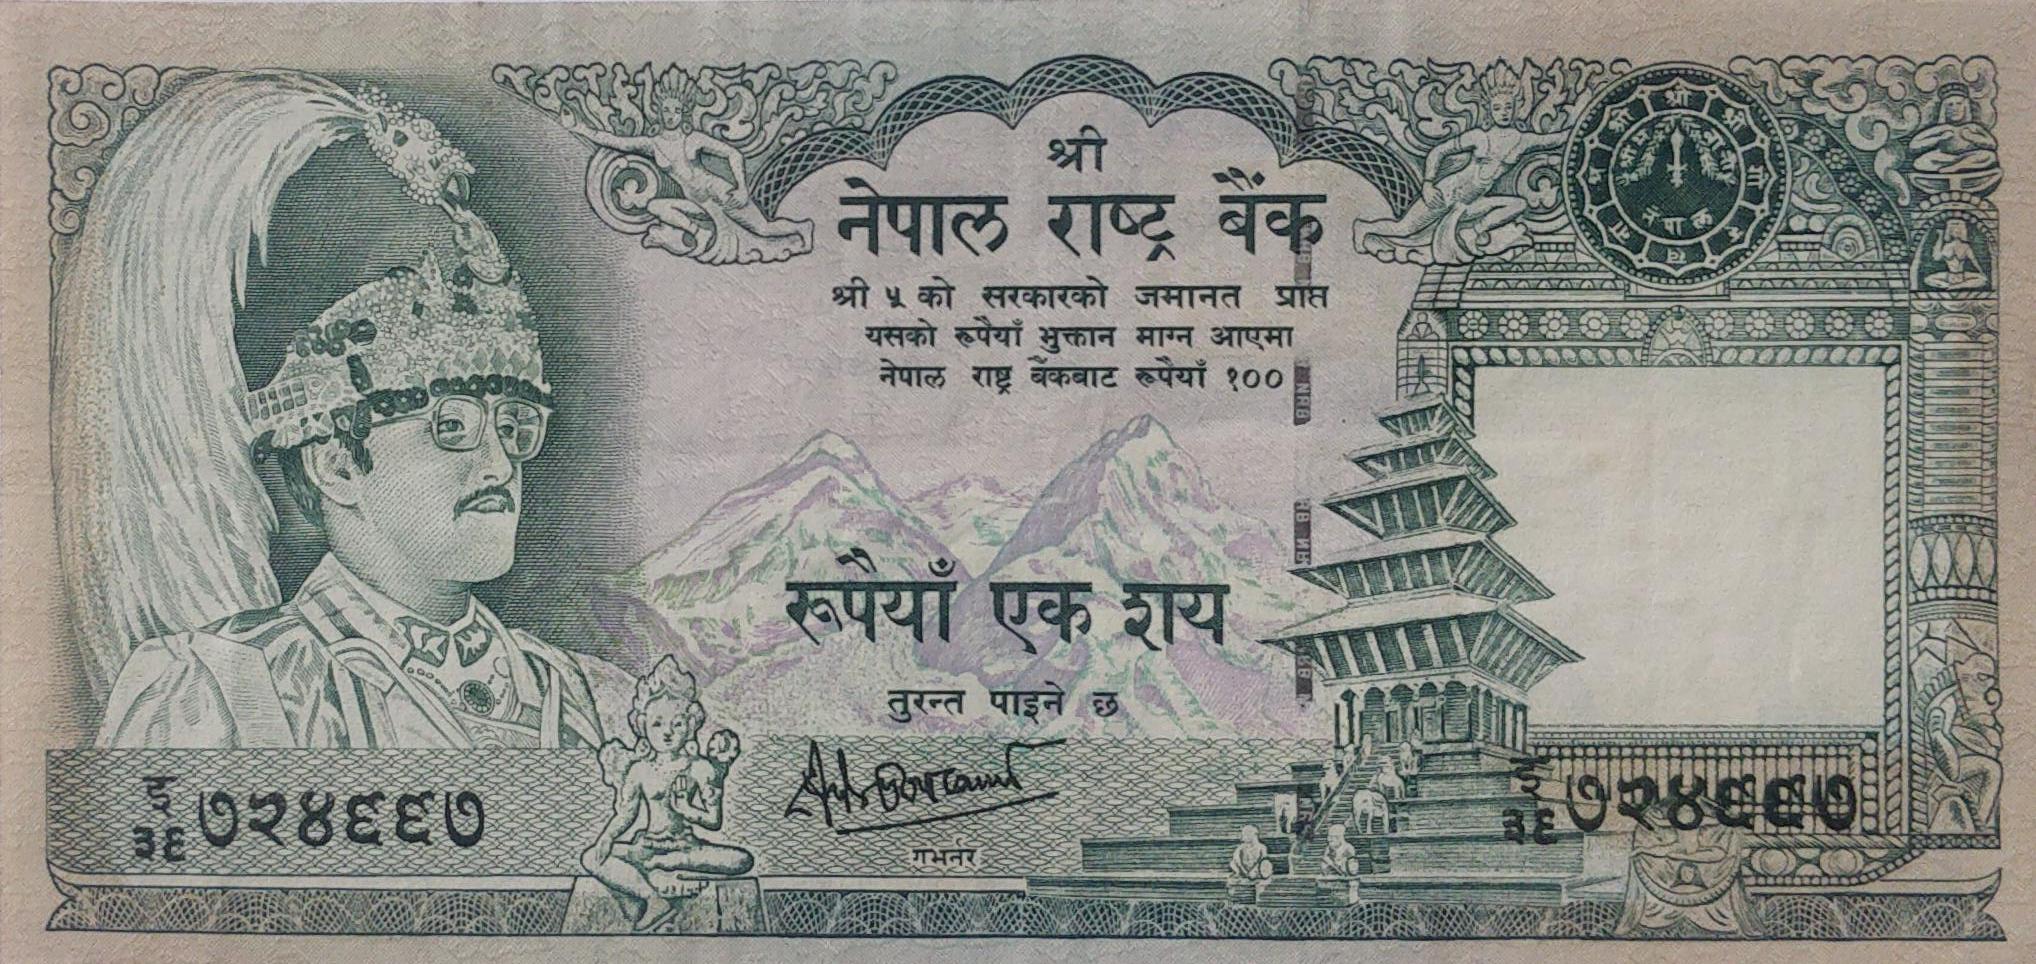 श्री
नेपाल राष्ट्र बैंक
श्री ५ को सरकारको जमानत प्राप्त
यसको रूपैयाँ भुक्तान माग्न आएमा
नेपाल राष्ट्र बैंकबाट रूपैयाँ १००
रूपैयाँ एक शय
तुरन्त पाइने छ
गभर्नर
इ
३६ ७२४६६७
इ
३६ ७२४६६७
नेपाल
NRB